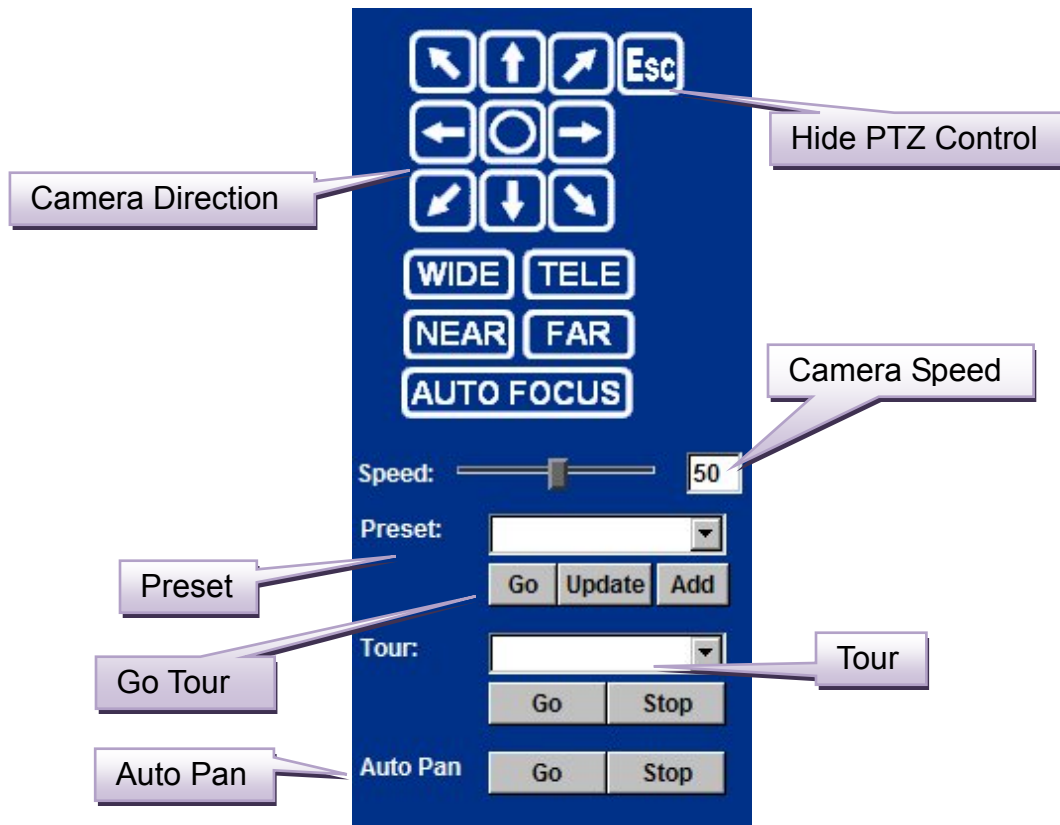 Esc
Hide PTZ Control
Camera Direction
WIDE TELE
NEAR FAR
AUTO FOCUS
Camera Speed
Speed: 50
Preset:
Preset
Go Update Add
Tour:
Tour
Go Tour
Go Stop
Auto Pan
Auto Pan Go Stop